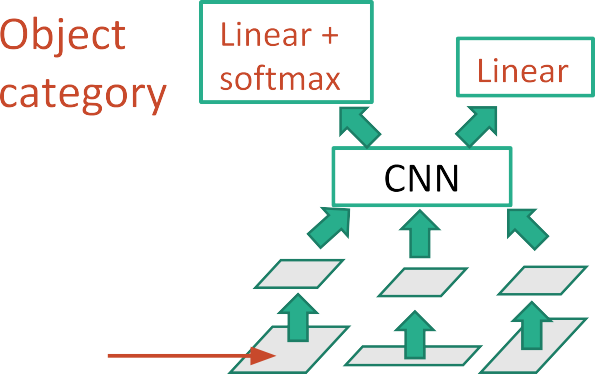 Object
category
Linear +
softmax
Linear
CNN